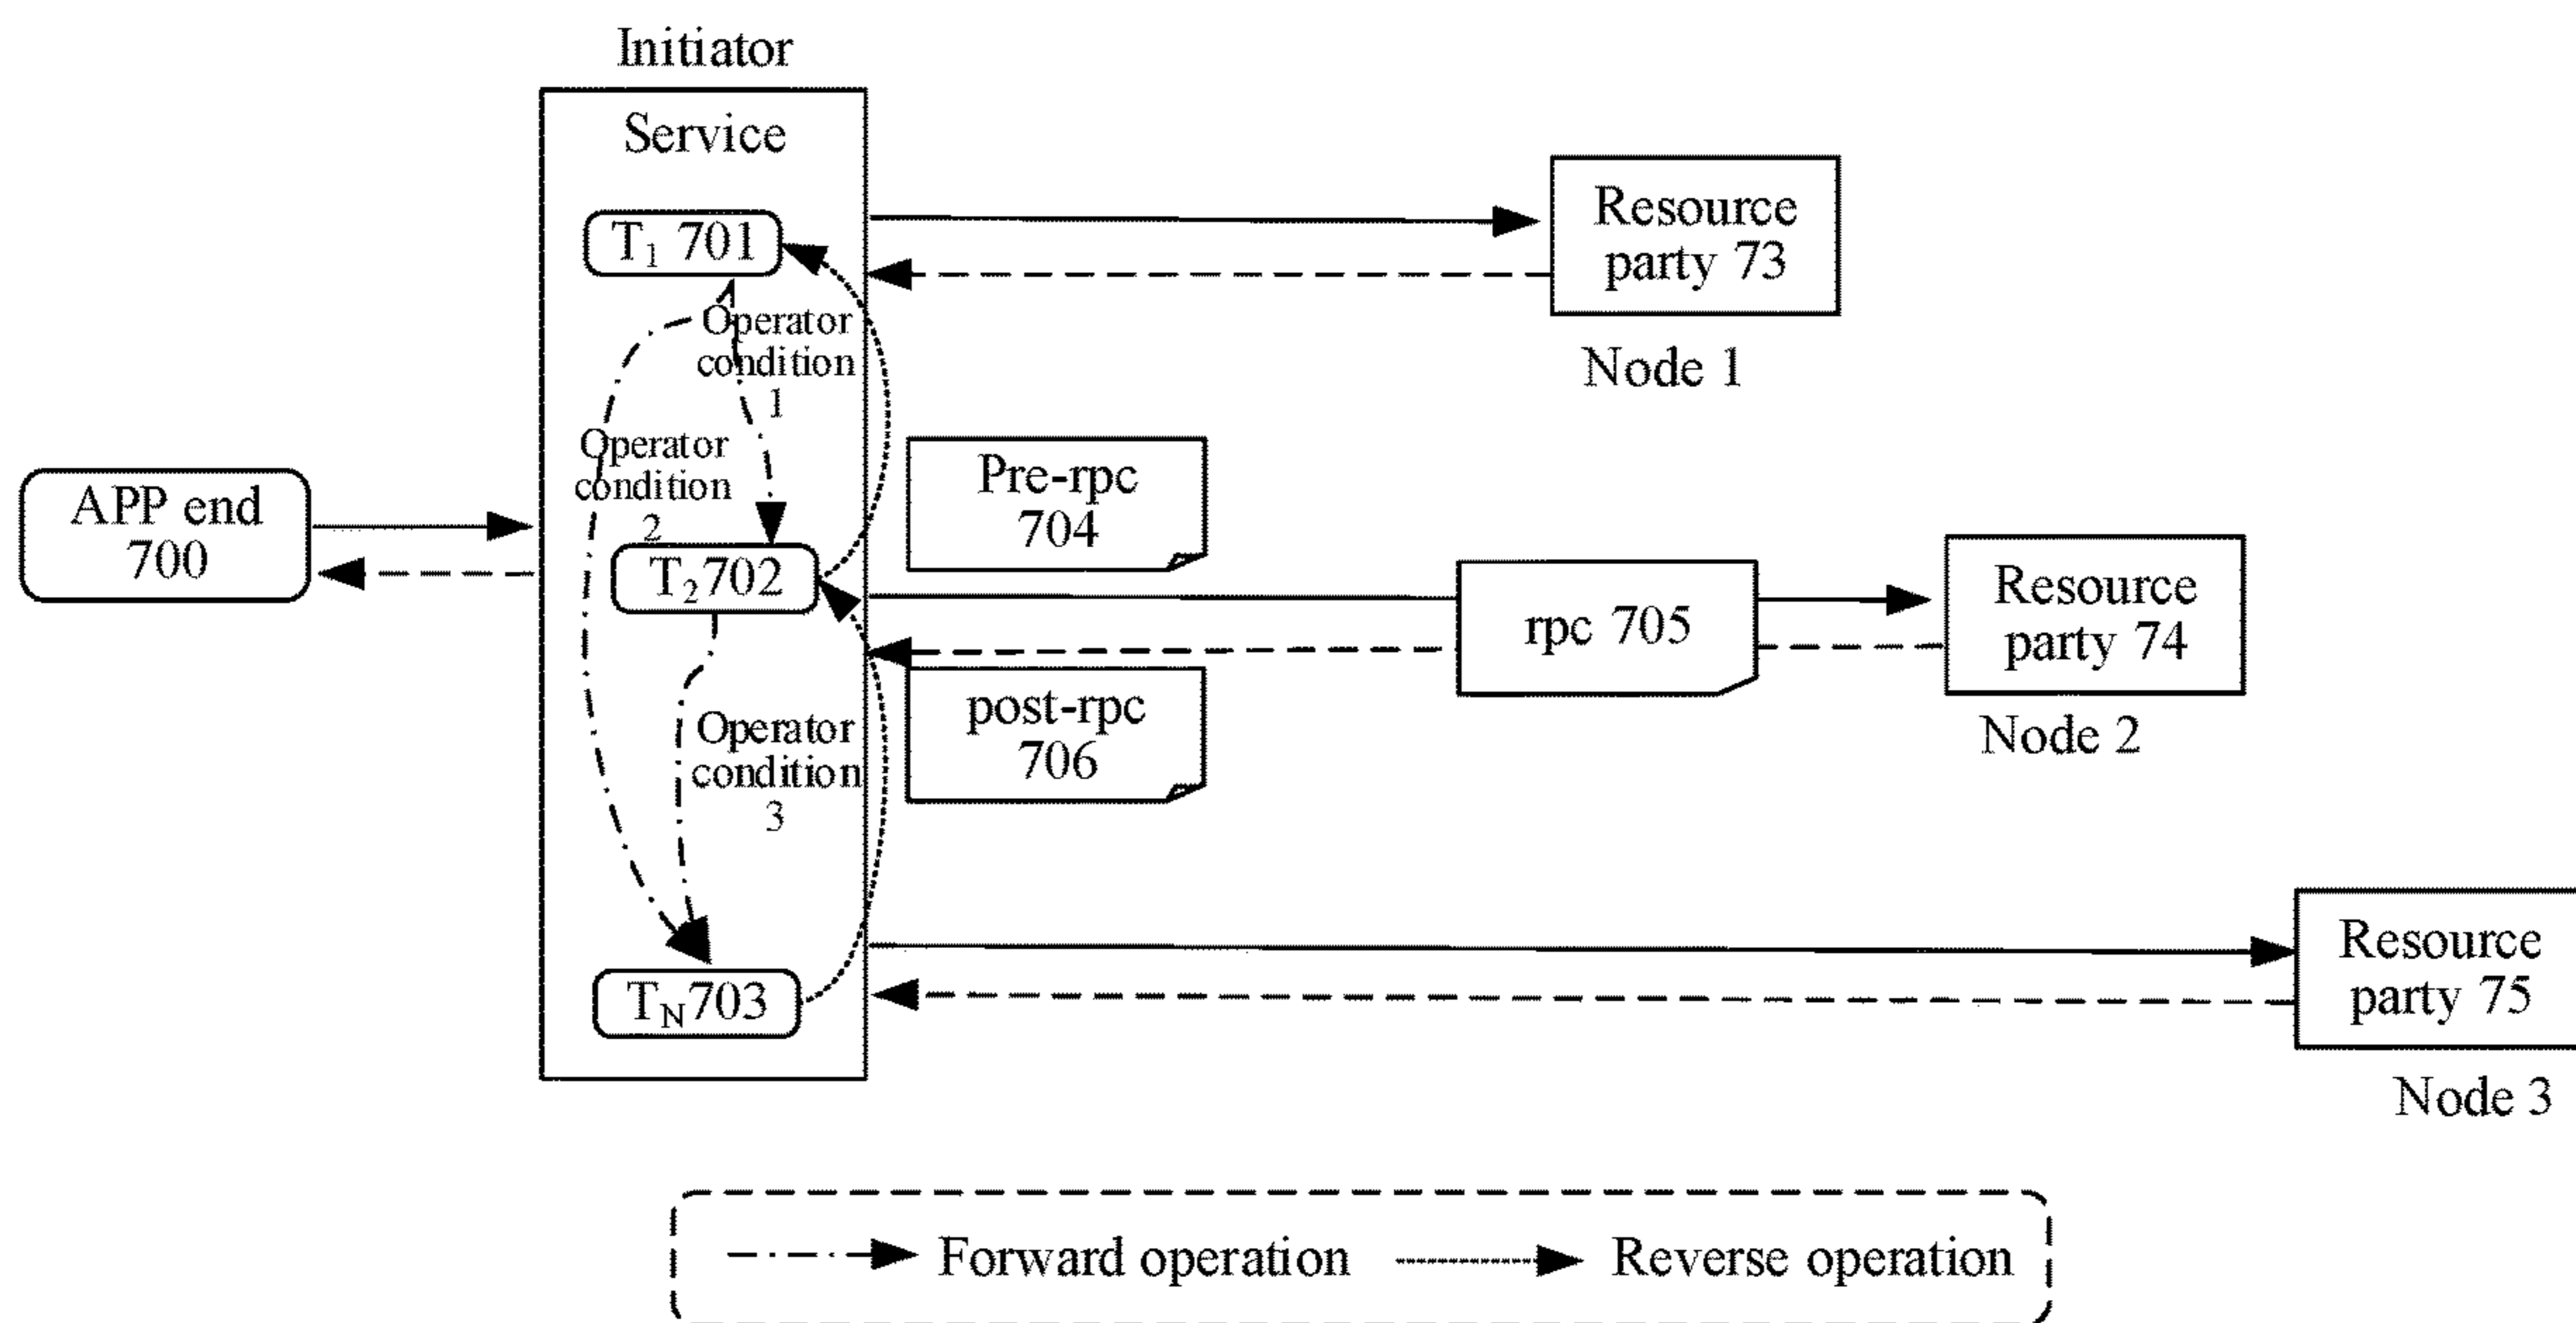 Initiator
Service
T₁ 701
Operator
condition
1
Operator
condition
2
T₂702
Operator
condition
3
T_N703
APP end
700
Pre-rpc
704
rpc 705
post-rpc
706
Resource
party 73
Node 1
Resource
party 74
Node 2
Resource
party 75
Node 3
Forward operation
Reverse operation